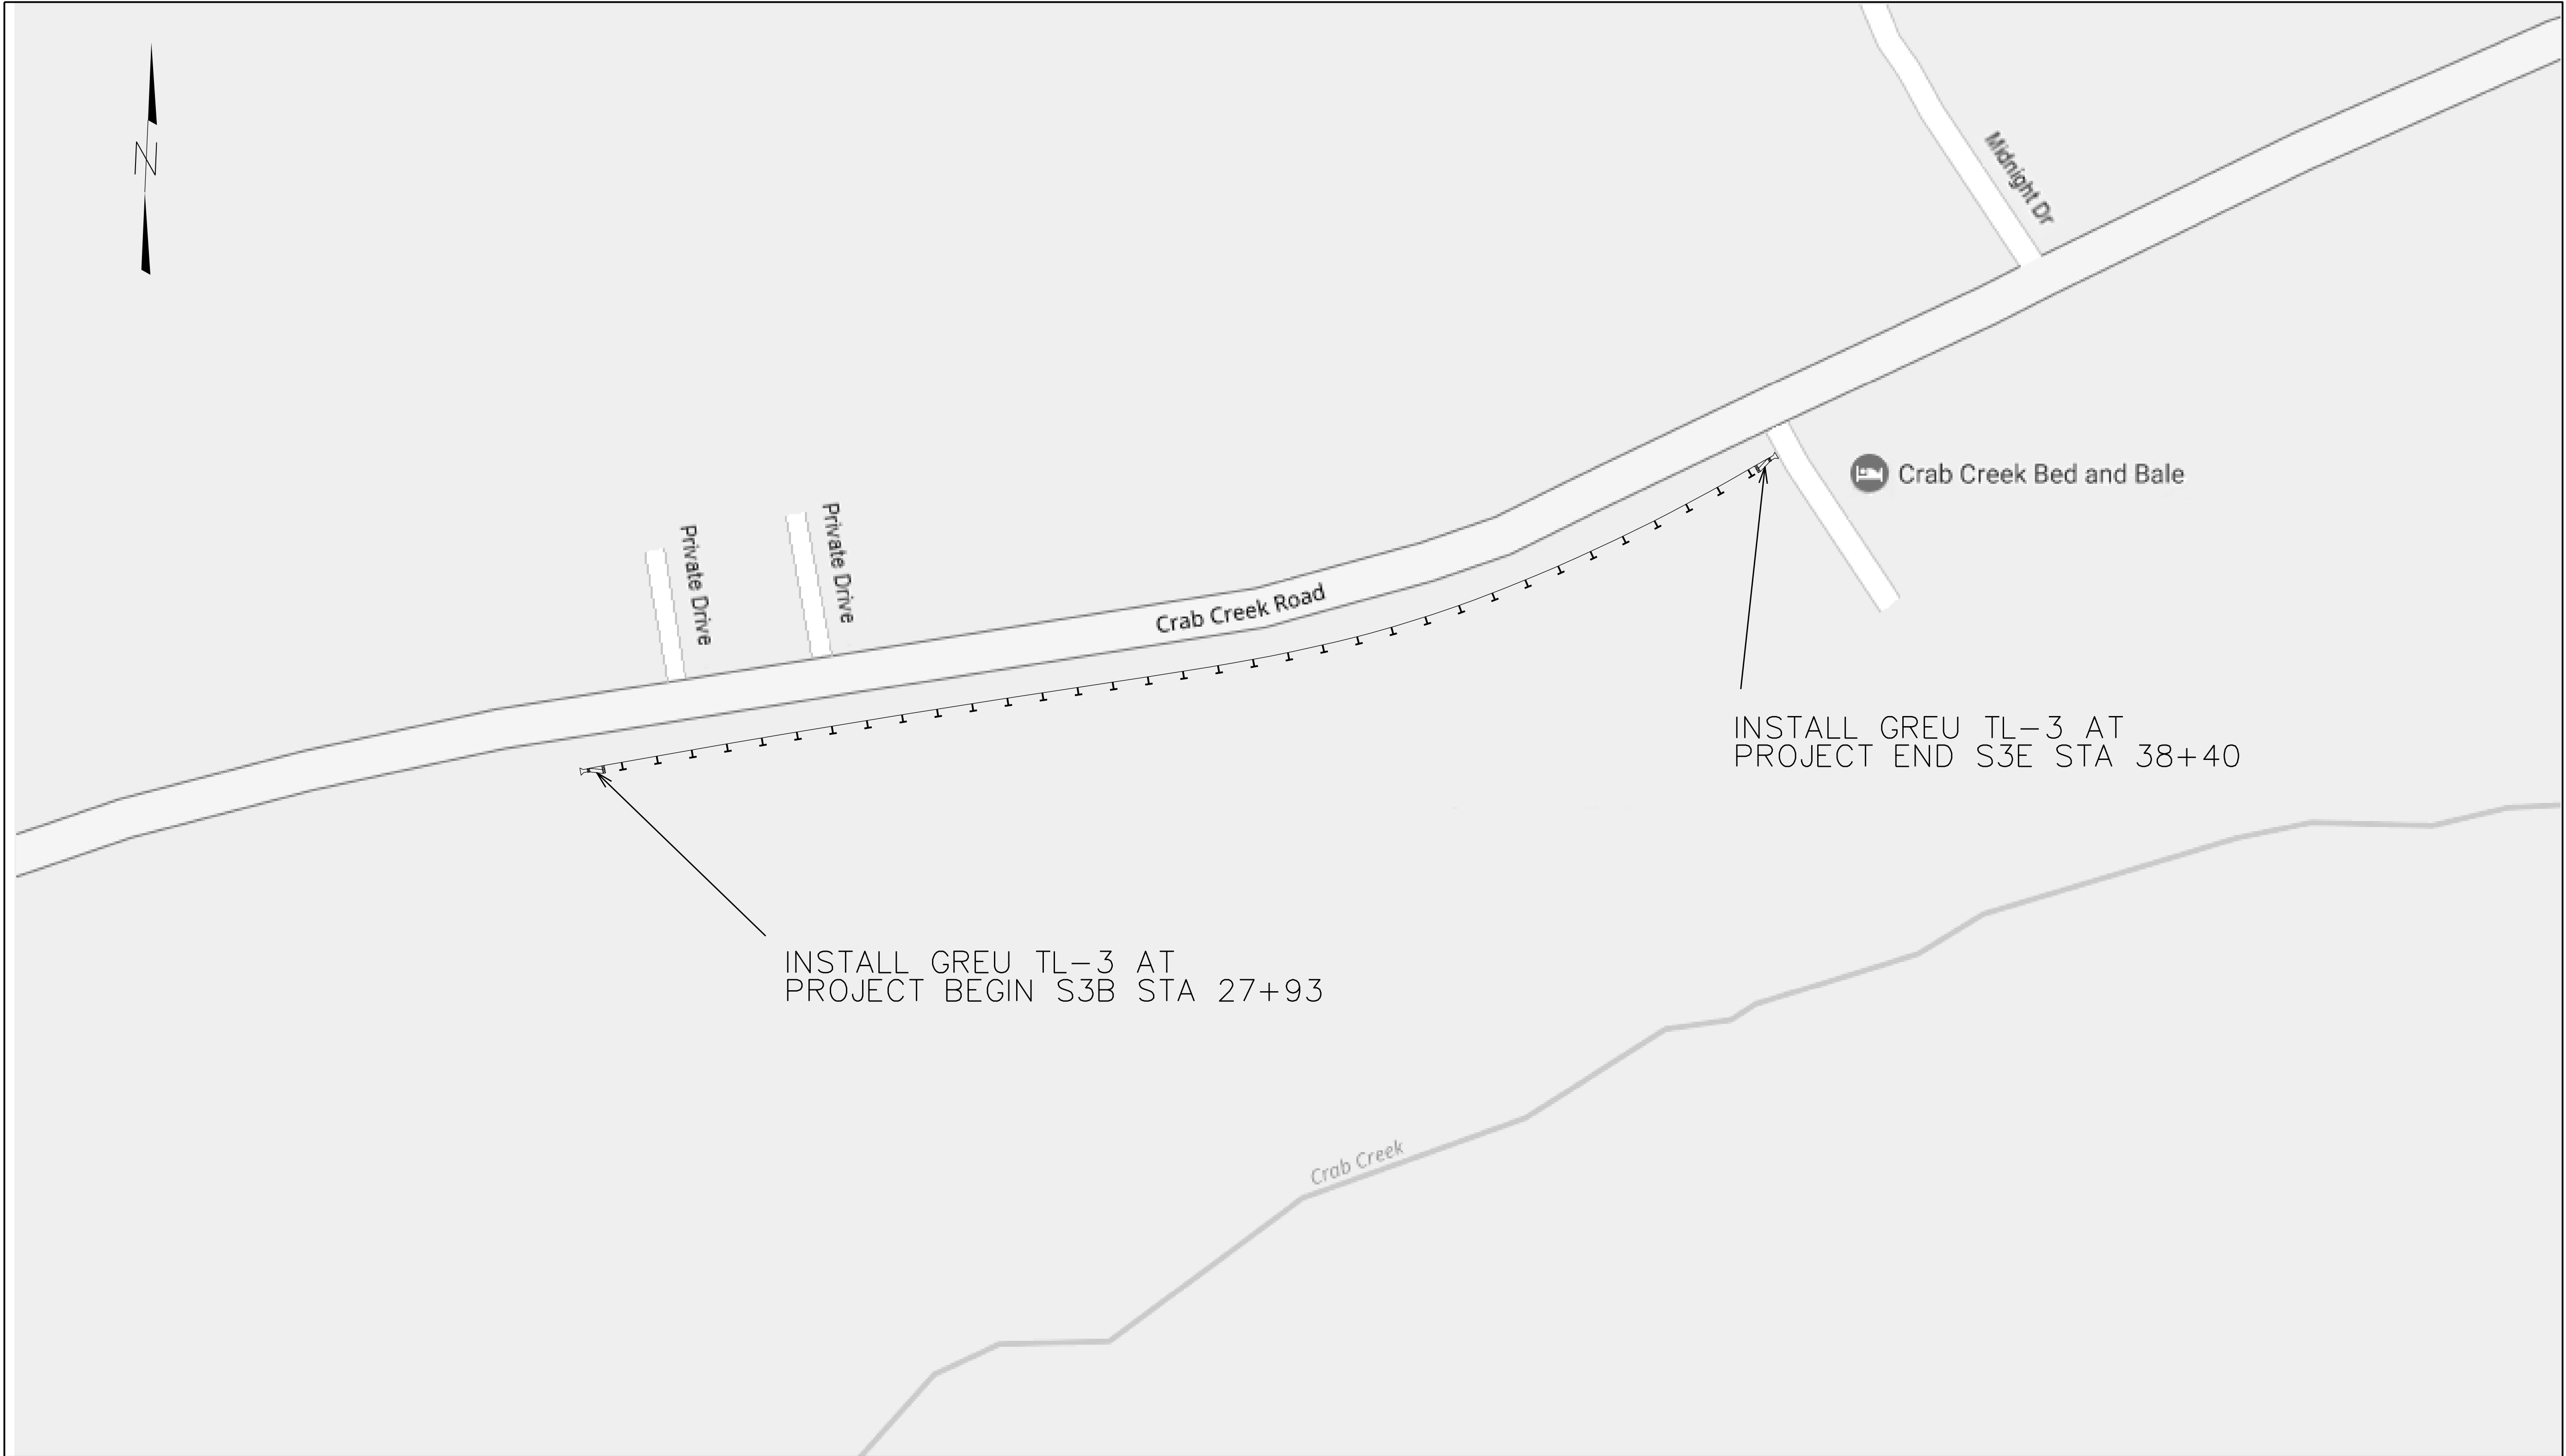 N
Midnight Dr
Crab Creek Bed and Bale
Private Drive
Private Drive
Crab Creek Road
INSTALL GREU TL-3 AT
PROJECT END S3E STA 38+40
INSTALL GREU TL-3 AT
PROJECT BEGIN S3B STA 27+93
Crab Creek